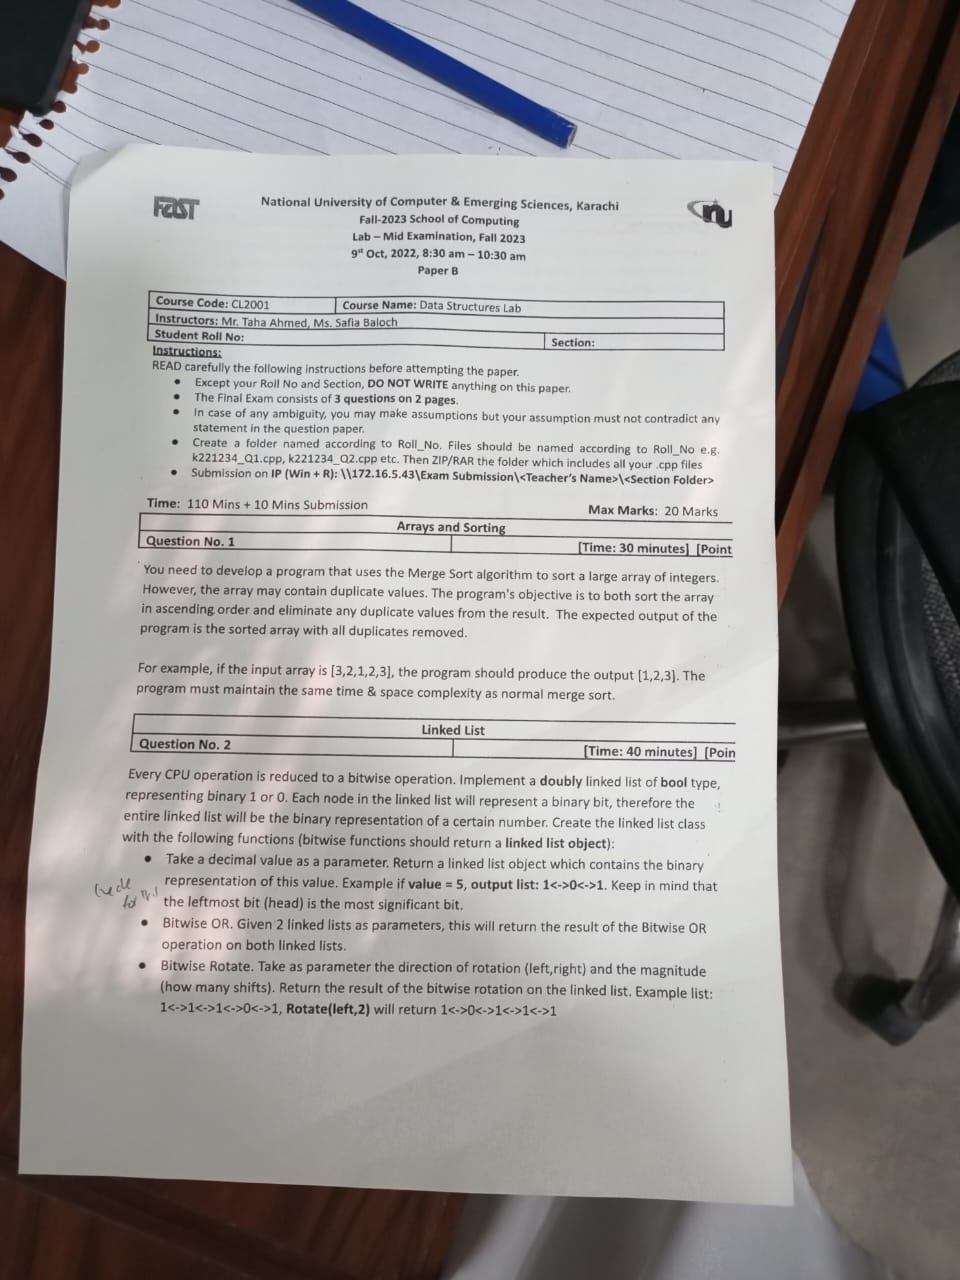 FAST
National University of Computer & Emerging Sciences, Karachi
nu
Fall-2023 School of Computing
Lab – Mid Examination, Fall 2023
9st Oct, 2022, 8:30 am – 10:30 am
Paper B
Course Code: CL2001 Course Name: Data Structures Lab
Instructors: Mr. Taha Ahmed, Ms. Safia Baloch
Student Roll No: Section:
Instructions:
READ carefully the following instructions before attempting the paper.
• Except your Roll No and Section, DO NOT WRITE anything on this paper.
• The Final Exam consists of 3 questions on 2 pages.
• In case of any ambiguity, you may make assumptions but your assumption must not contradict any
statement in the question paper.
• Create a folder named according to Roll_No. Files should be named according to Roll_No e.g.
k221234_Q1.cpp, k221234_Q2.cpp etc. Then ZIP/RAR the folder which includes all your .cpp files
• Submission on IP (Win + R): \\172.16.5.43\Exam Submission\<Teacher's Name>\<Section Folder>
Time: 110 Mins + 10 Mins Submission Max Marks: 20 Marks
Arrays and Sorting
Question No. 1 [Time: 30 minutes] [Point
You need to develop a program that uses the Merge Sort algorithm to sort a large array of integers.
However, the array may contain duplicate values. The program's objective is to both sort the array
in ascending order and eliminate any duplicate values from the result. The expected output of the
program is the sorted array with all duplicates removed.
For example, if the input array is [3,2,1,2,3], the program should produce the output [1,2,3]. The
program must maintain the same time & space complexity as normal merge sort.
Linked List
Question No. 2 [Time: 40 minutes] [Poin
Every CPU operation is reduced to a bitwise operation. Implement a doubly linked list of bool type,
representing binary 1 or 0. Each node in the linked list will represent a binary bit, therefore the
entire linked list will be the binary representation of a certain number. Create the linked list class
with the following functions (bitwise functions should return a linked list object):
• Take a decimal value as a parameter. Return a linked list object which contains the binary
representation of this value. Example if value = 5, output list: 1<->0<->1. Keep in mind that
the leftmost bit (head) is the most significant bit.
• Bitwise OR. Given 2 linked lists as parameters, this will return the result of the Bitwise OR
operation on both linked lists.
• Bitwise Rotate. Take as parameter the direction of rotation (left,right) and the magnitude
(how many shifts). Return the result of the bitwise rotation on the linked list. Example list:
1<->1<->1<->0<->1, Rotate(left,2) will return 1<->0<->1<->1<->1